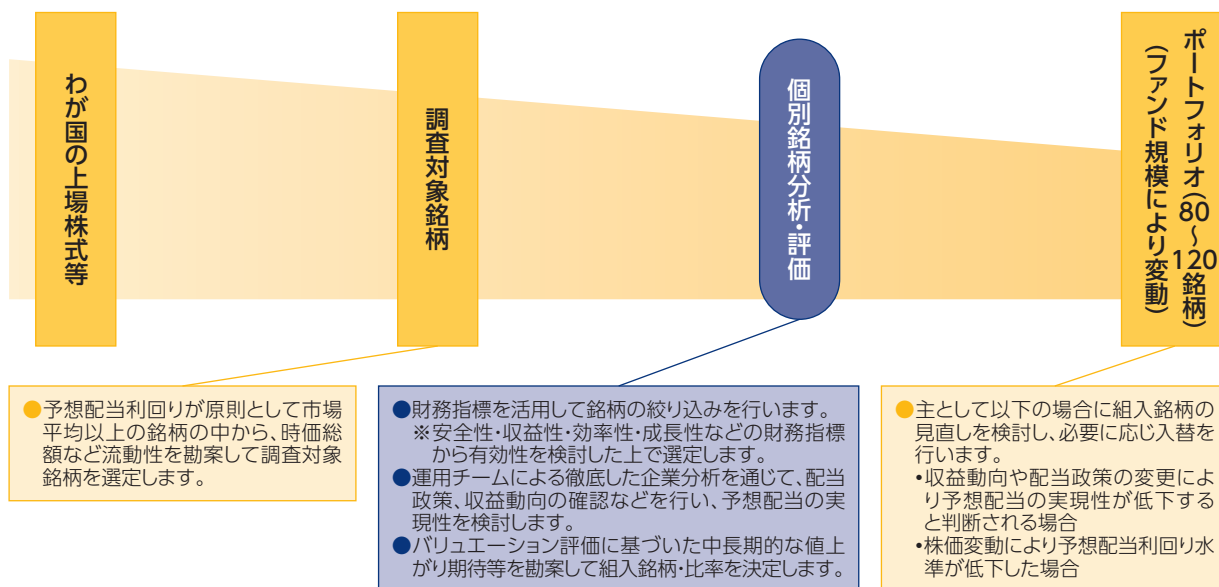 わが国の上場株式等
調査対象銘柄
個別銘柄分析・評価
ポートフォリオ(80～120銘柄)
(ファンド規模により変動)
●予想配当利回りが原則として市場
平均以上の銘柄の中から、時価総
額など流動性を勘案して調査対象
銘柄を選定します。
●財務指標を活用して銘柄の絞り込みを行います。
※安全性・収益性・効率性・成長性などの財務指標
から有効性を検討した上で選定します。
●運用チームによる徹底した企業分析を通じて、配当
政策、収益動向の確認などを行い、予想配当の実
現性を検討します。
●バリュエーション評価に基づいた中長期的な値上
がり期待等を勘案して組入銘柄・比率を決定します。
●主として以下の場合に組入銘柄の
見直しを検討し、必要に応じ入替を
行います。
•収益動向や配当政策の変更によ
り予想配当の実現性が低下する
と判断される場合
•株価変動により予想配当利回り水
準が低下した場合